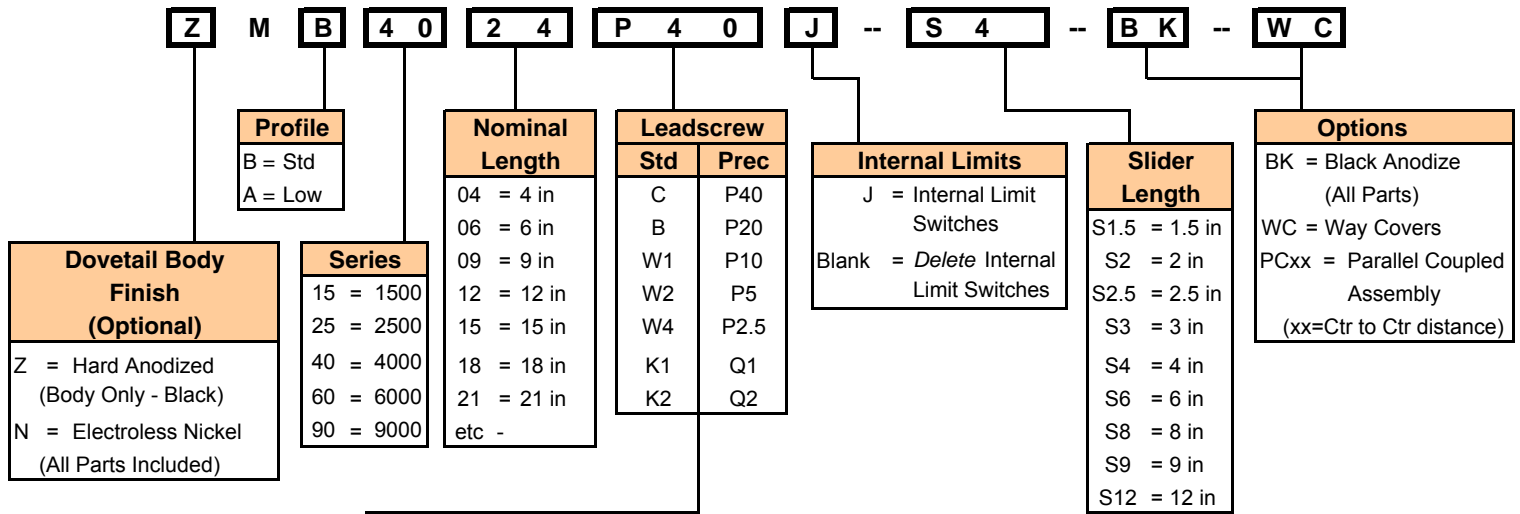 Z M B 4 0 2 4 P 4 0 J -- S 4 -- B K -- W C
Profile
B = Std
A = Low
Dovetail Body
Finish
(Optional)
Z = Hard Anodized
(Body Only - Black)
N = Electroless Nickel
(All Parts Included)
Series
15 = 1500
25 = 2500
40 = 4000
60 = 6000
90 = 9000
Nominal
Length
04 = 4 in
06 = 6 in
09 = 9 in
12 = 12 in
15 = 15 in
18 = 18 in
21 = 21 in
etc -
Leadscrew
Std Prec
C P40
B P20
W1 P10
W2 P5
W4 P2.5
K1 Q1
K2 Q2
Internal Limits
J = Internal Limit
Switches
Blank = Delete Internal
Limit Switches
Slider
Length
S1.5 = 1.5 in
S2 = 2 in
S2.5 = 2.5 in
S3 = 3 in
S4 = 4 in
S6 = 6 in
S8 = 8 in
S9 = 9 in
S12 = 12 in
Options
BK = Black Anodize
(All Parts)
WC = Way Covers
PCxx = Parallel Coupled
Assembly
(xx=Ctr to Ctr distance)